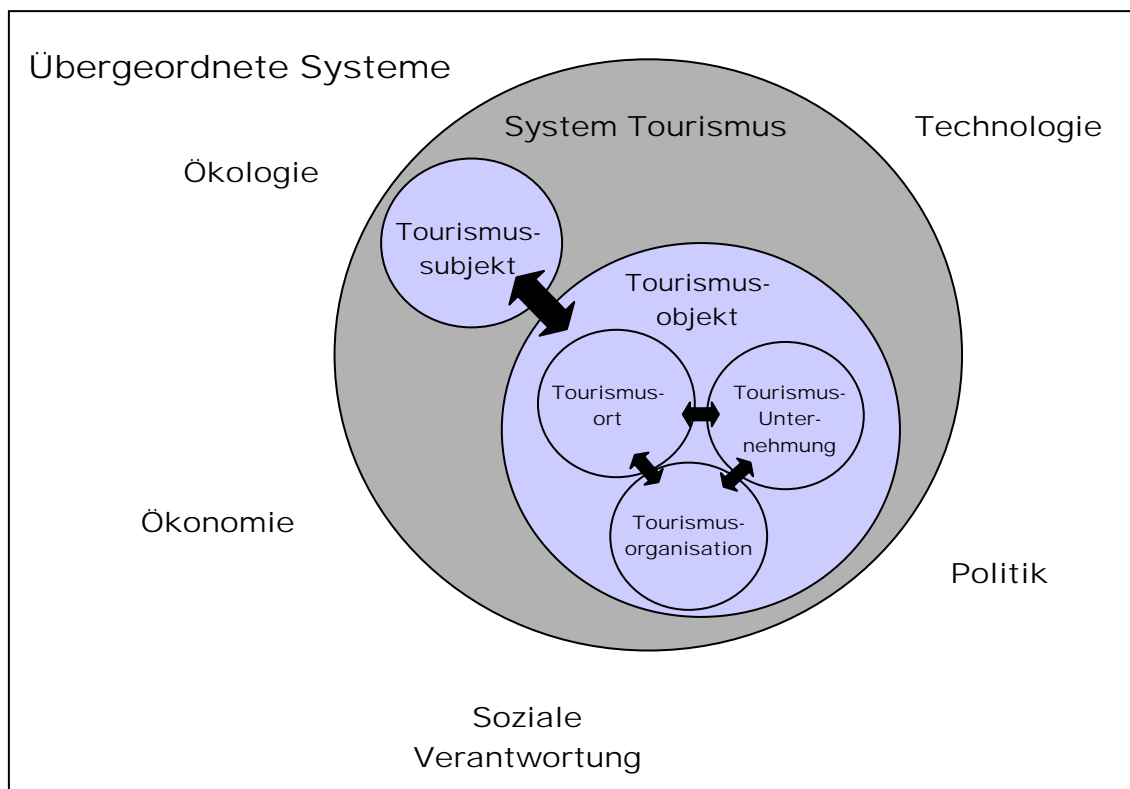 Übergeordnete Systeme
System Tourismus
Technologie
Ökologie
Tourismus-
subjekt
Tourismus-
objekt
Tourismus-
ort
Tourismus-
Unter-
nehmung
Tourismus-
organisation
Ökonomie
Politik
Soziale
Verantwortung